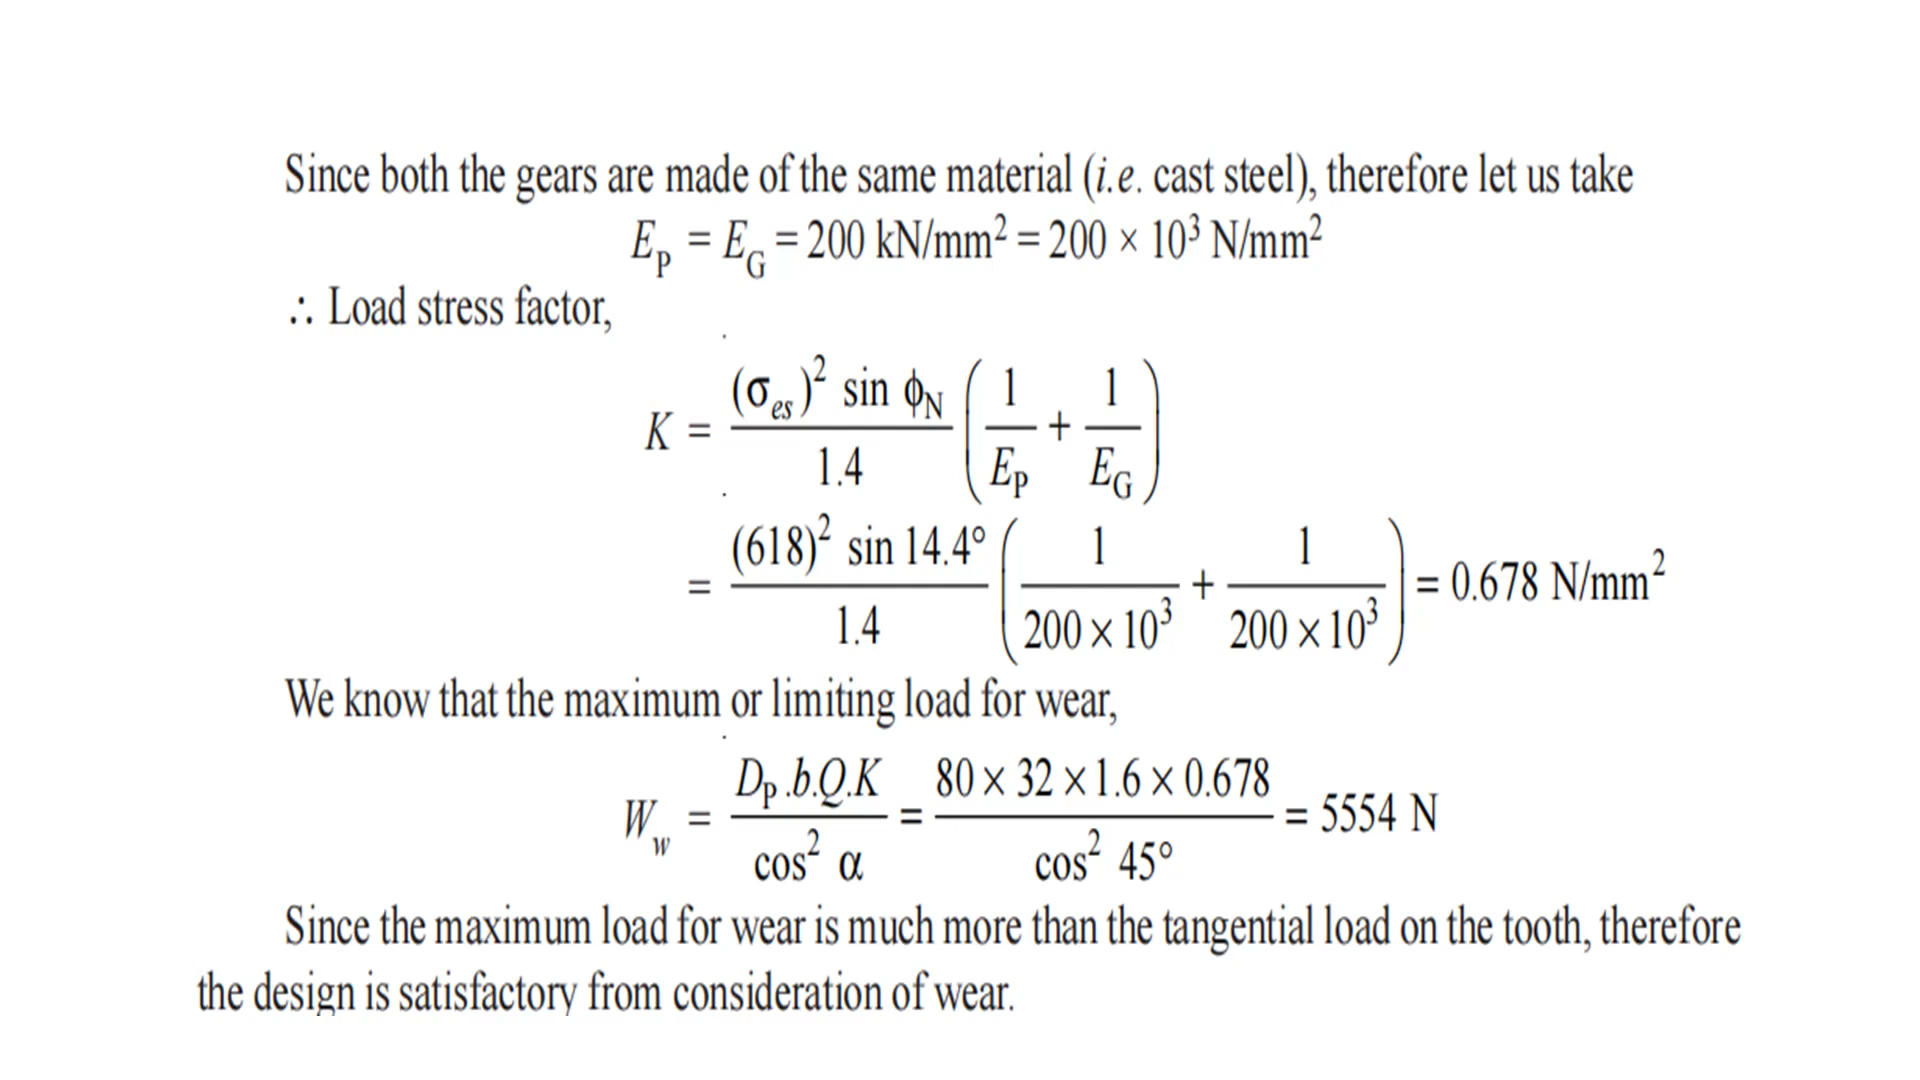 Since both the gears are made of the same material (i.e. cast steel), therefore let us take
E_P = E_G = 200 kN/mm² = 200 × 10³ N/mm²
∴ Load stress factor,
K = (σ_es)² sin ϕ_N / 1.4 (1/E_P + 1/E_G)
= (618)² sin 14.4° / 1.4 (1/200 × 10³ + 1/200 × 10³) = 0.678 N/mm²
We know that the maximum or limiting load for wear,
W_w = D_P .b.Q.K / cos² α = 80 × 32 × 1.6 × 0.678 / cos² 45° = 5554 N
Since the maximum load for wear is much more than the tangential load on the tooth, therefore
the design is satisfactory from consideration of wear.